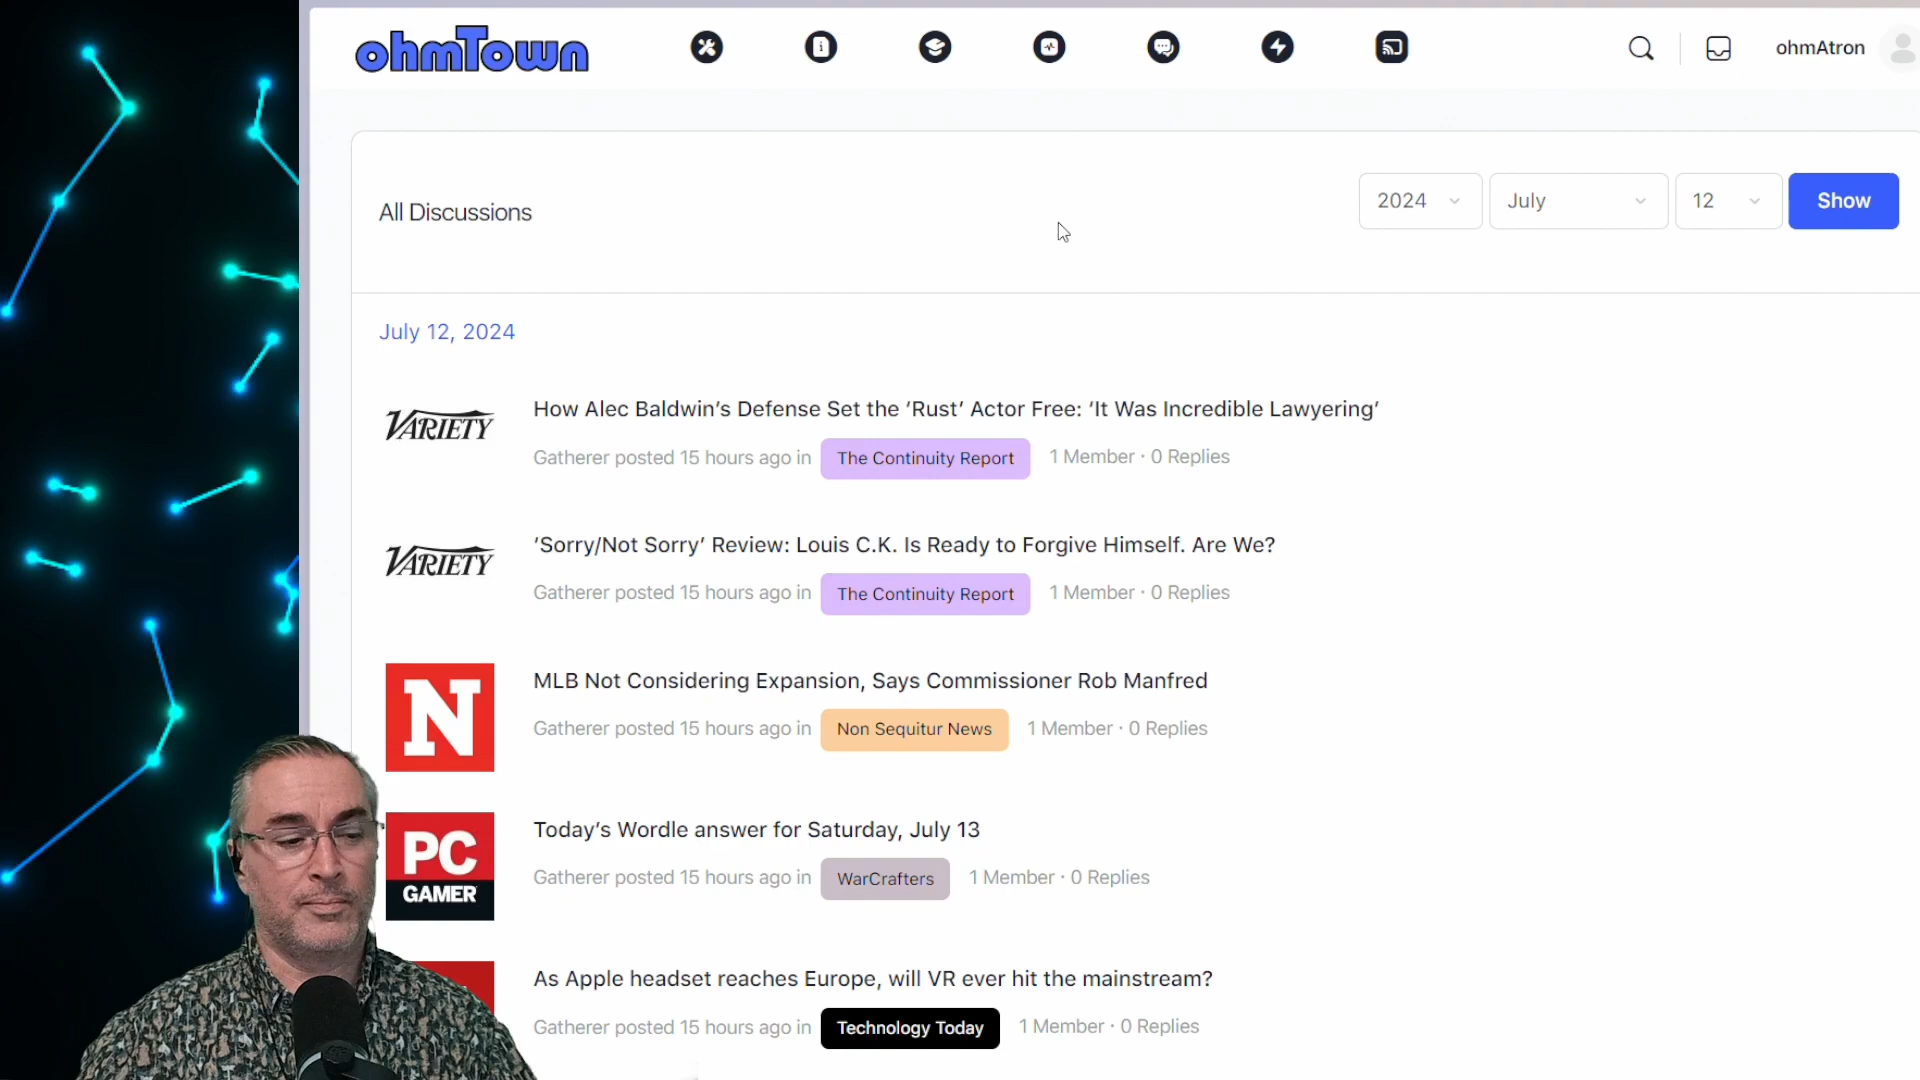 ohmTown
ohmAtron
All Discussions
2024
July
12
Show
July 12, 2024
VARIETY
How Alec Baldwin’s Defense Set the ‘Rust’ Actor Free: ‘It Was Incredible Lawyering’
Gatherer posted 15 hours ago in The Continuity Report 1 Member · 0 Replies
VARIETY
‘Sorry/Not Sorry’ Review: Louis C.K. Is Ready to Forgive Himself. Are We?
Gatherer posted 15 hours ago in The Continuity Report 1 Member · 0 Replies
N
MLB Not Considering Expansion, Says Commissioner Rob Manfred
Gatherer posted 15 hours ago in Non Sequitur News 1 Member · 0 Replies
PC
GAMER
Today’s Wordle answer for Saturday, July 13
Gatherer posted 15 hours ago in WarCrafters 1 Member · 0 Replies
As Apple headset reaches Europe, will VR ever hit the mainstream?
Gatherer posted 15 hours ago in Technology Today 1 Member · 0 Replies